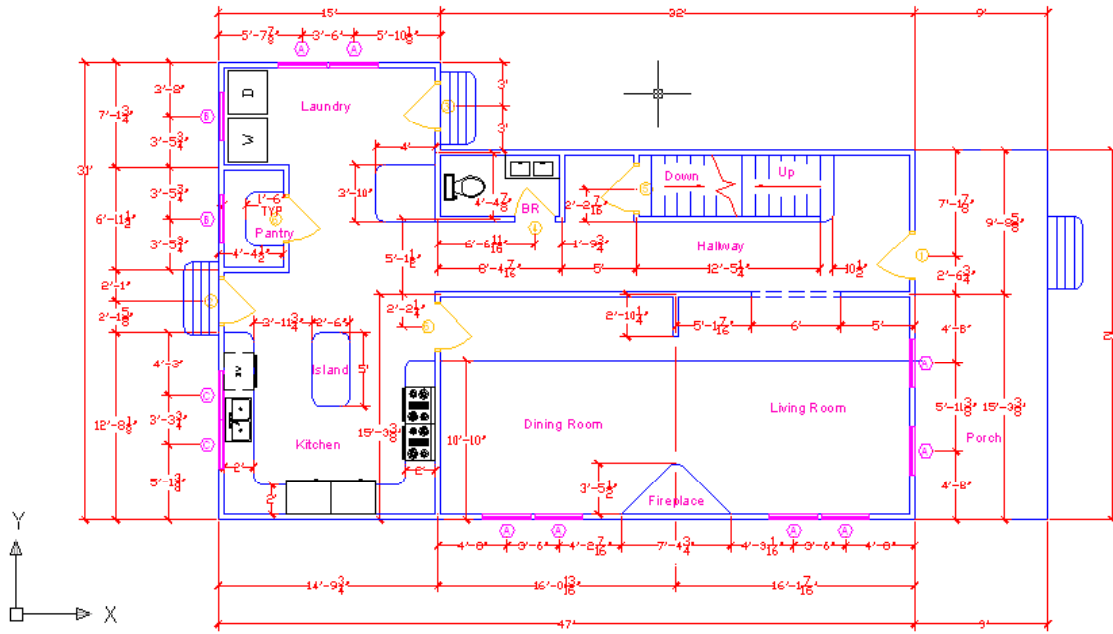 15'
32'
9'
5'-7 7/8"
3'-6"
5'-10 1/8"
A
A
D
W
Laundry
3'
3'
31'
7'-1 3/4"
3'-8"
B
3'-5 3/4"
6'-11 1/2"
3'-5 3/4"
B
3'-5 3/4"
4'
3'-10"
1'-6"
TYP
Pantry
4'-4 1/2"
4'-4 7/8"
BR
6'-6 11/16"
8'-4 7/16"
1'-9 3/4"
5'
2'-2 7/16"
Down
Up
Hallway
12'-5 1/4"
10 1/2"
7'-1 7/8"
9'-8 5/8"
2'-6 3/4"
5'-1 1/2"
2'-1"
2'-1 5/8"
3'-11 3/4"
2'-6"
2'-2 1/4"
2'-10 1/4"
5'-1 7/16"
6'
5'
4'-8"
4'-3"
Island
5'
A
C
3'-3 3/4"
12'-8 1/8"
C
Kitchen
15'-3 3/8"
10'-10"
Dining Room
Living Room
5'-11 3/8"
15'-3 3/8"
Porch
A
2'
2'
2'
5'-1 3/8"
3'-5 1/2"
Fireplace
4'-8"
A
A
A
A
4'-8"
3'-6"
4'-2 7/16"
7'-4 3/4"
4'-3 1/16"
3'-6"
4'-8"
14'-9 3/4"
16'-0 13/16"
16'-1 7/16"
47'
9'
Y
X